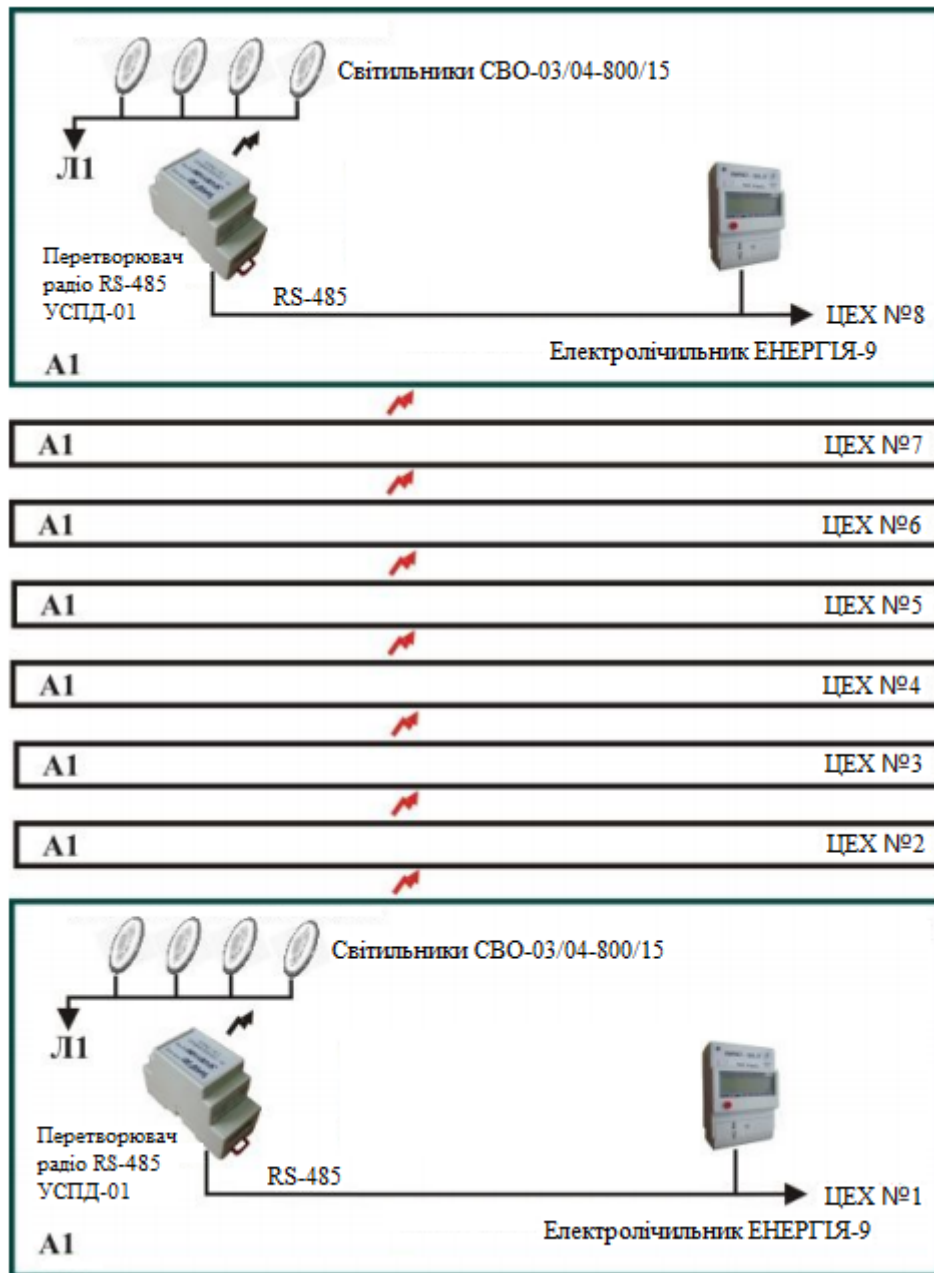 Світильники СВО-03/04-800/15
Л1
Перетворювач
радіо RS-485
УСПД-01
RS-485
ЦЕХ №8
Електролічильник ЕНЕРГІЯ-9
А1
А1
ЦЕХ №7
А1
ЦЕХ №6
А1
ЦЕХ №5
А1
ЦЕХ №4
А1
ЦЕХ №3
А1
ЦЕХ №2
Світильники СВО-03/04-800/15
Л1
Перетворювач
радіо RS-485
УСПД-01
RS-485
ЦЕХ №1
Електролічильник ЕНЕРГІЯ-9
А1